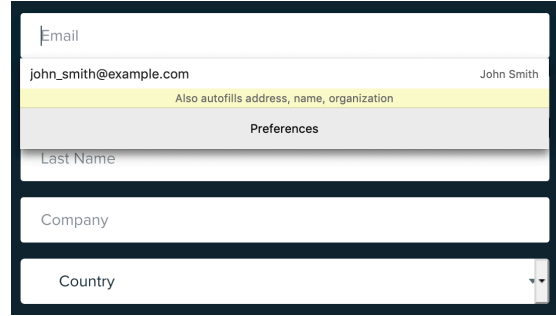 Email
john_smith@example.com John Smith
Also autofills address, name, organization
Preferences
Last Name
Company
Country